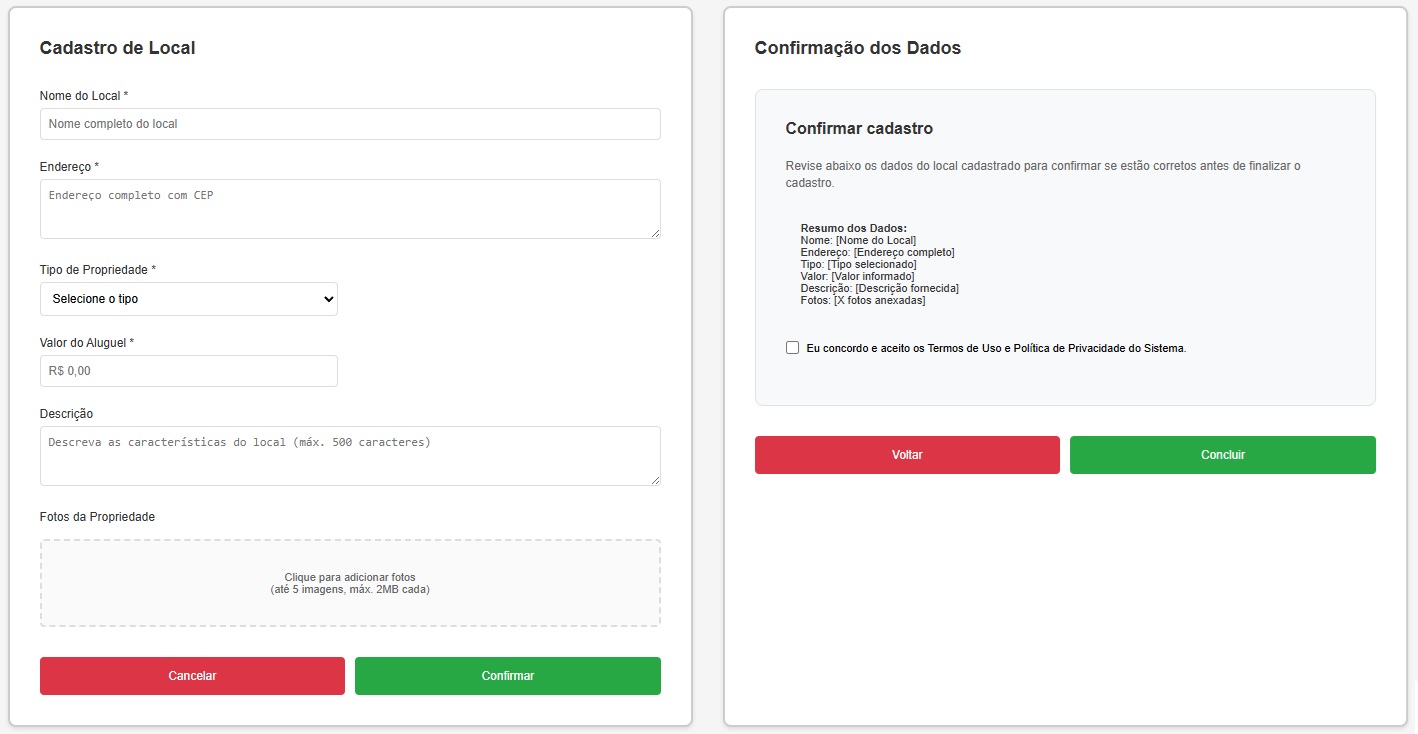 Cadastro de Local
Nome do Local *
Nome completo do local
Endereço *
Endereço completo com CEP
Tipo de Propriedade *
Selecione o tipo
Valor do Aluguel *
R$ 0,00
Descrição
Descreva as características do local (máx. 500 caracteres)
Fotos da Propriedade
Clique para adicionar fotos
(até 5 imagens, máx. 2MB cada)
Cancelar
Confirmar
Confirmação dos Dados
Confirmar cadastro
Revise abaixo os dados do local cadastrado para confirmar se estão corretos antes de finalizar o
cadastro.
Resumo dos Dados:
Nome: [Nome do Local]
Endereço: [Endereço completo]
Tipo: [Tipo selecionado]
Valor: [Valor informado]
Descrição: [Descrição fornecida]
Fotos: [X fotos anexadas]
Eu concordo e aceito os Termos de Uso e Política de Privacidade do Sistema.
Voltar
Concluir